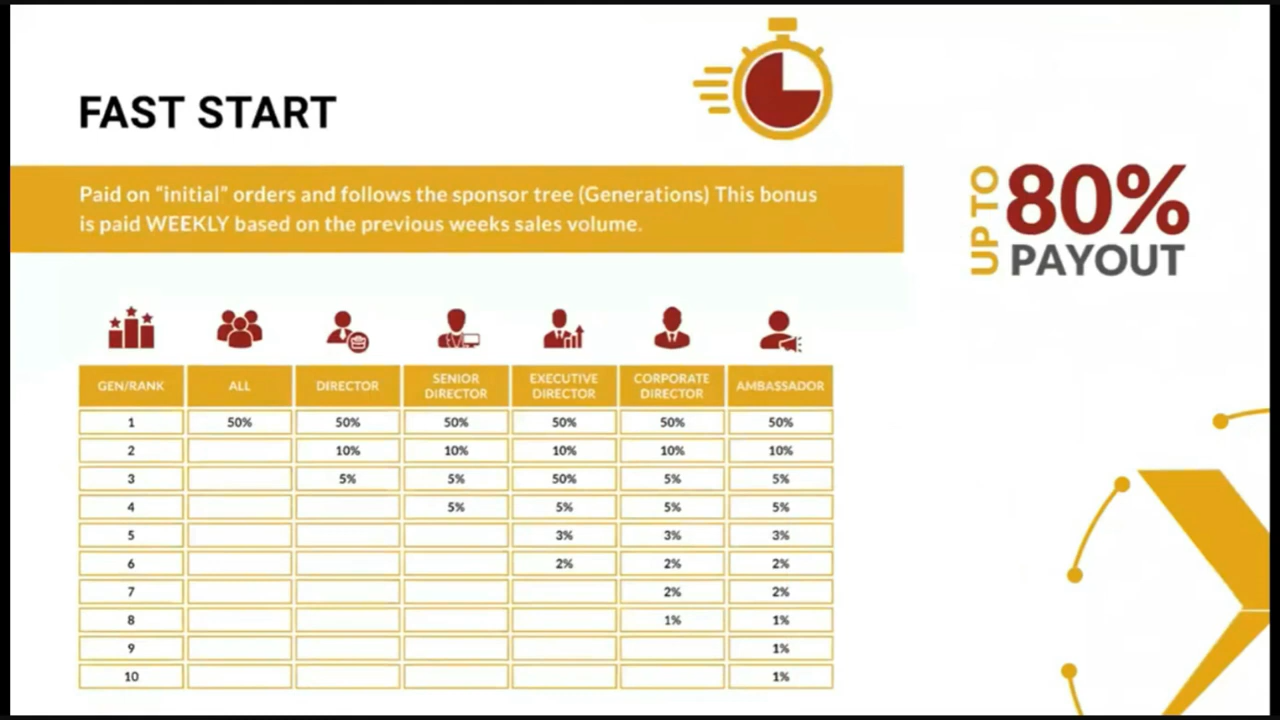 FAST START
Paid on “initial” orders and follows the sponsor tree (Generations) This bonus
is paid WEEKLY based on the previous weeks sales volume.
UP TO
80%
PAYOUT
GEN/RANK ALL DIRECTOR SENIOR DIRECTOR EXECUTIVE DIRECTOR CORPORATE DIRECTOR AMBASSADOR
1 50% 50% 50% 50% 50% 50%
2 10% 10% 10% 10% 10%
3 5% 5% 50% 5% 5%
4 5% 5% 5% 5%
5 3% 3% 3%
6 2% 2% 2%
7 2% 2%
8 1% 1%
9 1%
10 1%